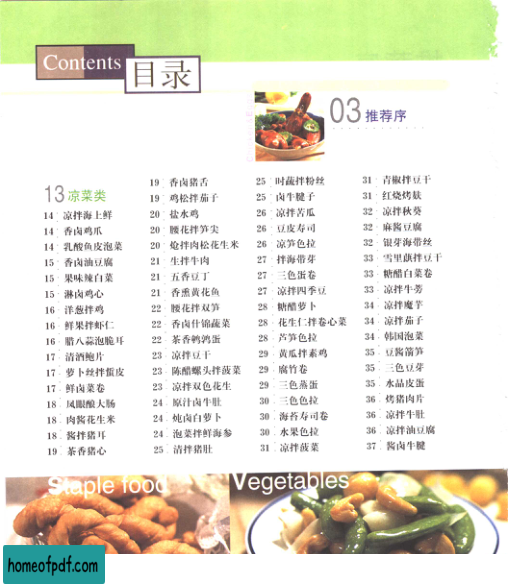 Contents
目录
03 推荐序
13 凉菜类
14 凉拌海上鲜
14 香卤鸡爪
14 乳酸鱼皮泡菜
15 香卤油豆腐
15 果味辣白菜
15 淋卤鸡心
16 洋葱拌鸡
16 鲜果拌虾仁
16 腊八蒜泡脆耳
17 清酒鲍片
17 萝卜丝拌蜇皮
17 鲜卤菜卷
18 凤眼酿大肠
18 肉酱花生米
18 酱拌猪耳
19 茶香猪心
19 香卤猪舌
19 鸡松拌茄子
20 盐水鸡
20 腰花拌笋尖
20 炝拌肉松花生米
21 生拌牛肉
21 五香豆丁
21 香熏黄花鱼
22 腰花拌双笋
22 香卤什锦蔬菜
22 茶香鹌鹑蛋
23 凉拌豆干
23 陈醋螺头拌菠菜
23 凉拌双色花生
24 原汁卤牛肚
24 炖卤白萝卜
24 泡菜拌鲜海参
25 清拌猪肚
25 时蔬拌粉丝
25 卤牛腱子
26 凉拌苦瓜
26 豆皮寿司
26 凉笋色拉
27 拌海带芽
27 三色蛋卷
27 凉拌四季豆
28 糖醋萝卜
28 花生仁拌卷心菜
28 芦笋色拉
29 黄瓜拌素鸡
29 腐竹卷
29 三色蒸蛋
30 三色色拉
30 海苔寿司卷
30 水果色拉
31 凉拌菠菜
31 青椒拌豆干
31 红烧烤麸
32 凉拌秋葵
32 麻酱豆腐
32 银芽海带丝
33 雪里蕻拌豆干
33 糖醋白菜卷
33 凉拌牛蒡
34 凉拌魔芋
34 凉拌茄子
34 韩国泡菜
35 豆酱箭笋
35 三色豆芽
35 水晶皮蛋
36 烤猪肉片
36 凉拌牛肚
36 凉拌油豆腐
37 酱卤牛腱
Staple food
Vegetables
homeofpdf.com